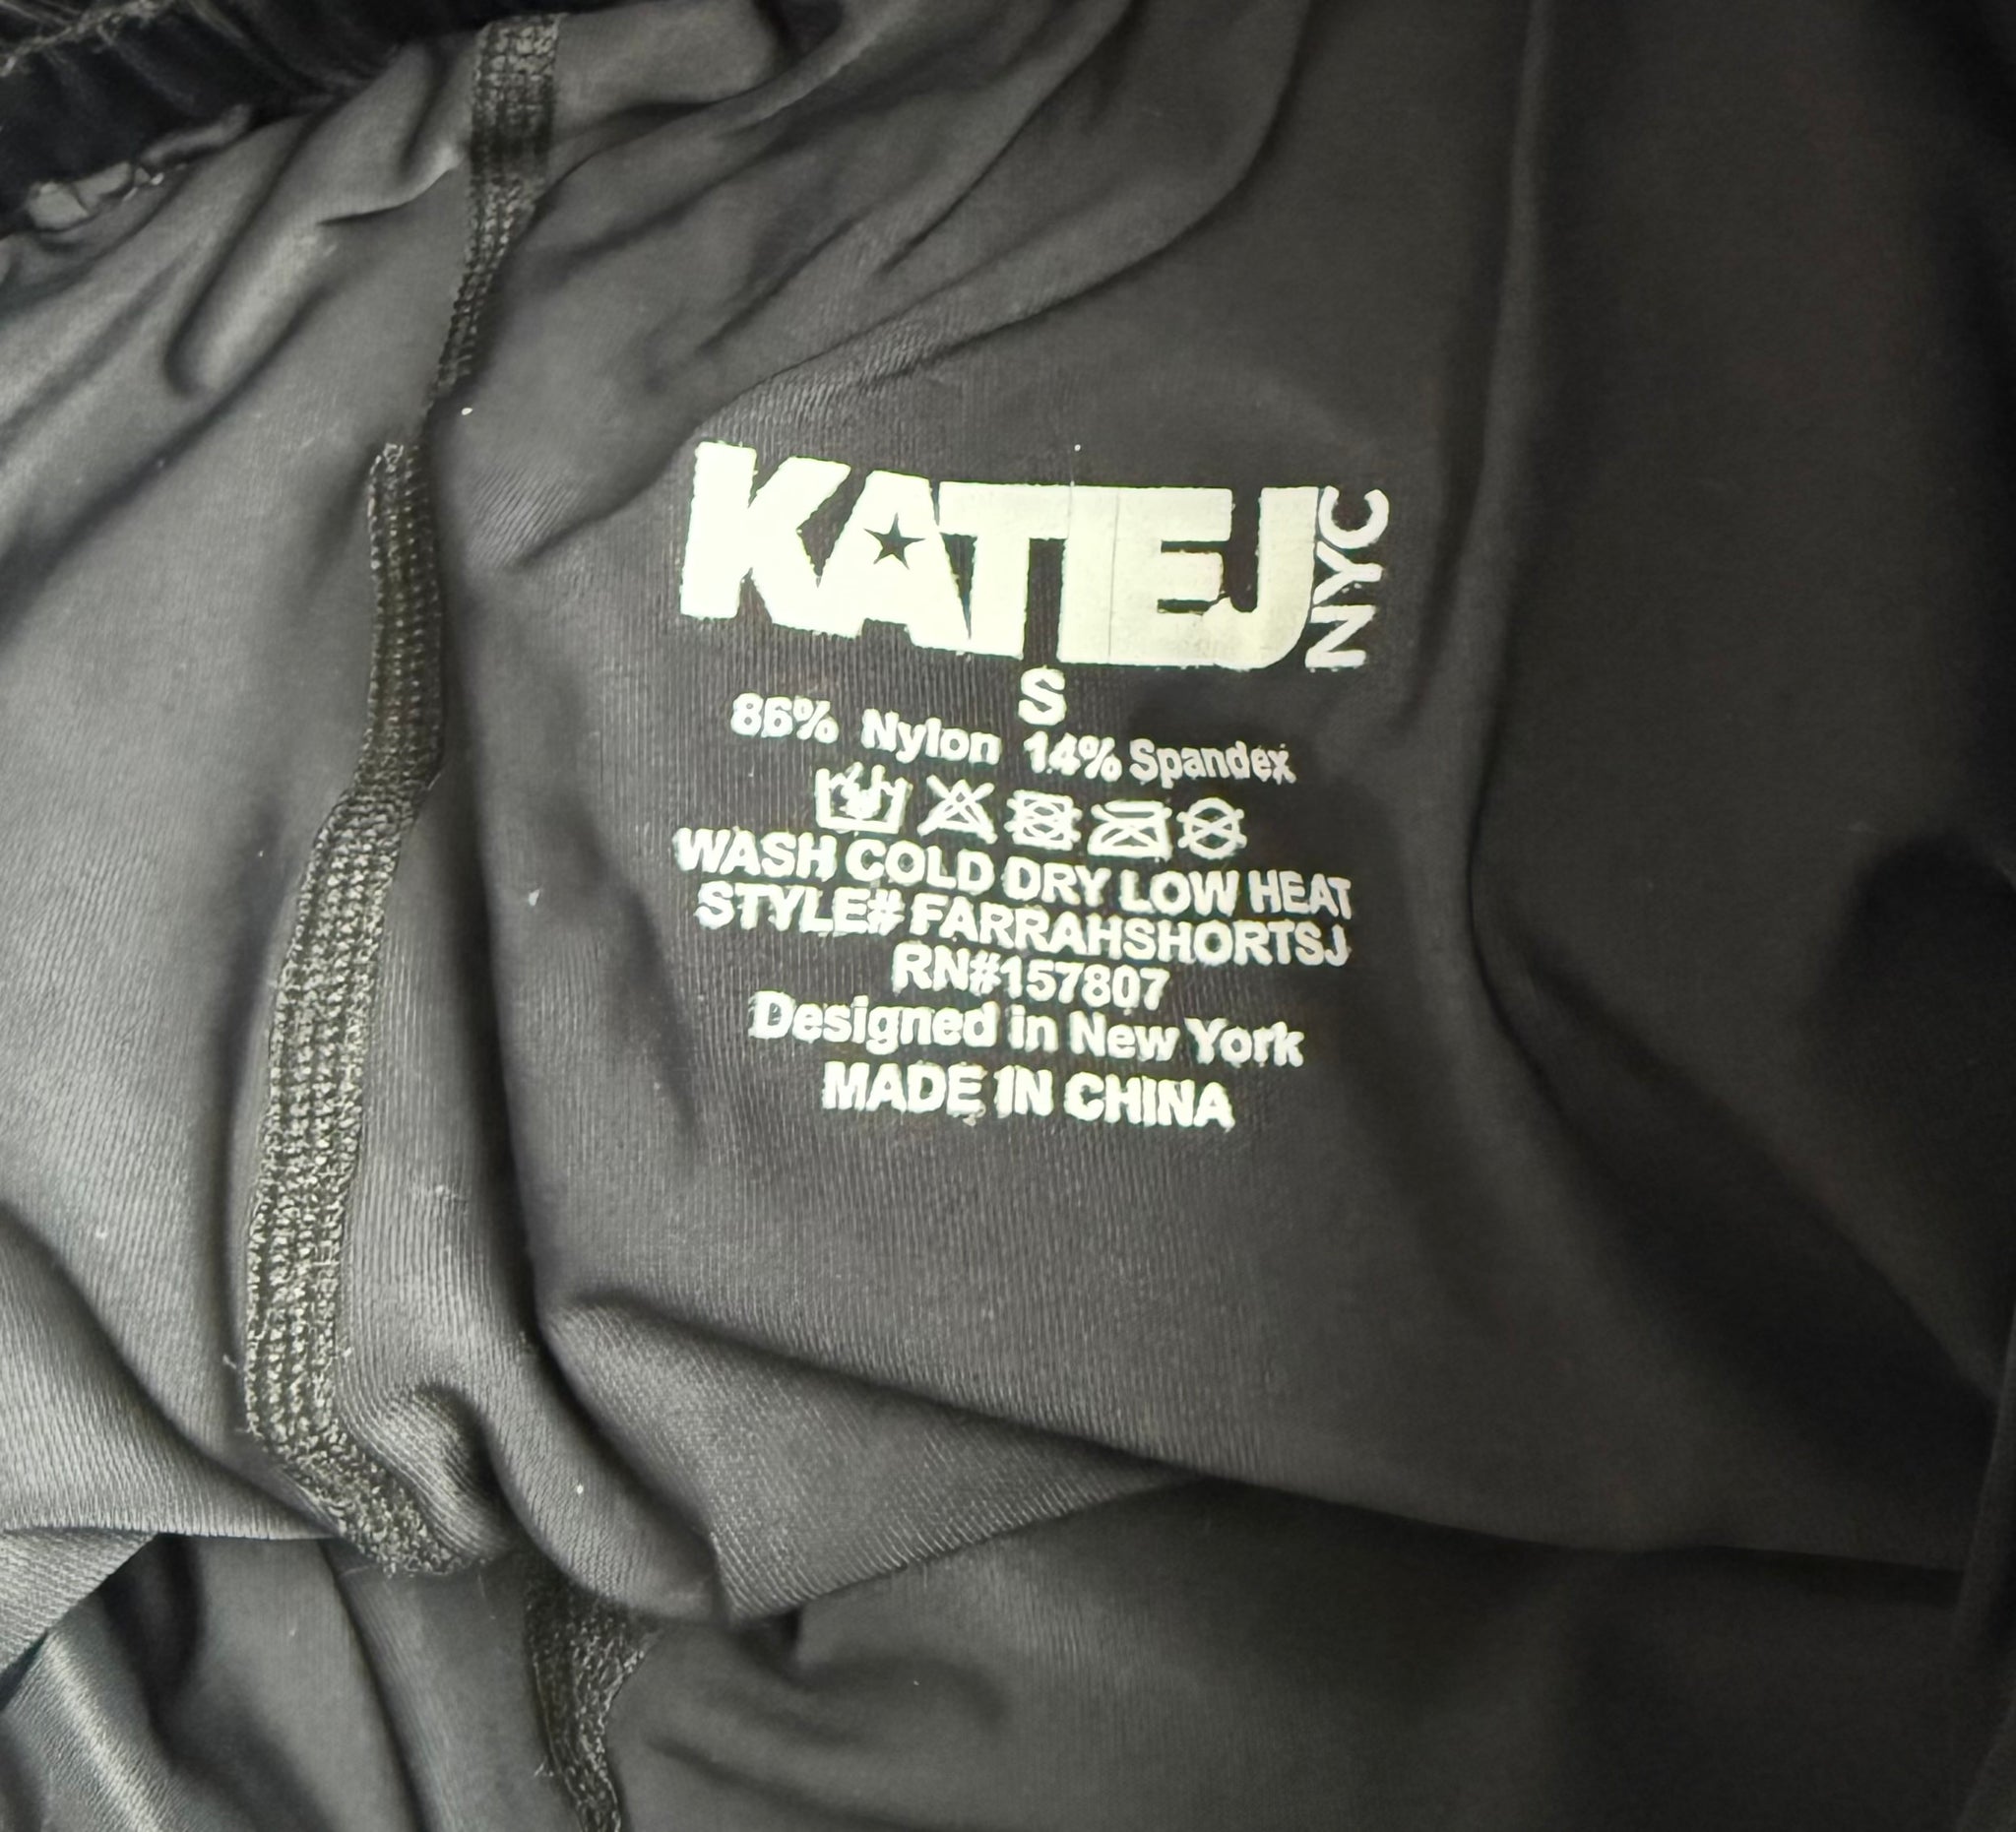 KATIEJ NYC
S
86% Nylon 14% Spandex
WASH COLD DRY LOW HEAT
STYLE# FARRAHSHORTSJ
RN#157807
Designed in New York
MADE IN CHINA